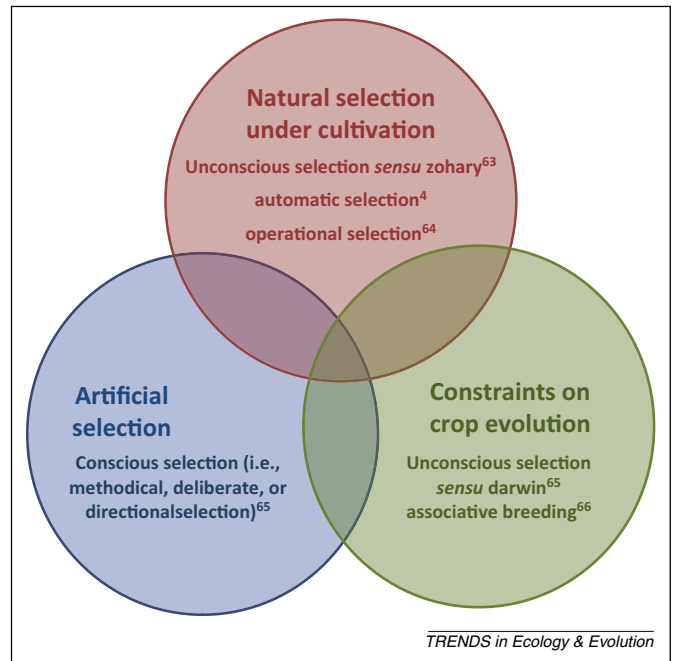 Natural selection
under cultivation
Unconscious selection sensu zohary63
automatic selection4
operational selection64
Artificial
selection
Conscious selection (i.e.,
methodical, deliberate, or
directionalselection)65
Constraints on
crop evolution
Unconscious selection
sensu darwin65
associative breeding66
TRENDS in Ecology & Evolution